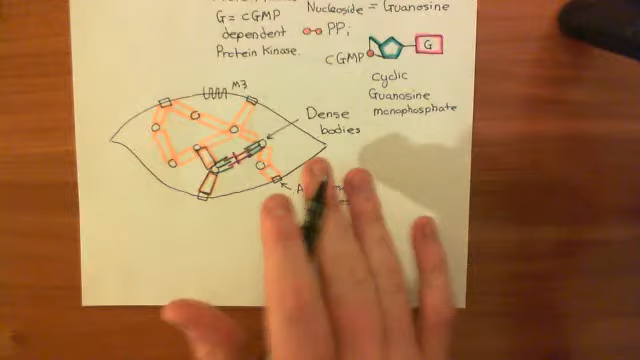 Nucleoside = Guanosine
G = cGMP
dependent
Protein Kinase.
PPi
cGMP
G
cyclic
Guanosine
monophosphate
M3
Dense
bodies
A